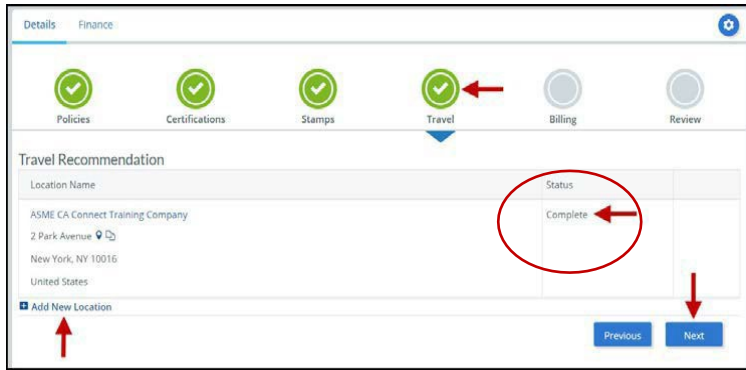 Details Finance
Policies Certifications Stamps Travel Billing Review
Travel Recommendation
Location Name Status
ASME CA Connect Training Company Complete
2 Park Avenue
New York, NY 10016
United States
Add New Location
Previous Next